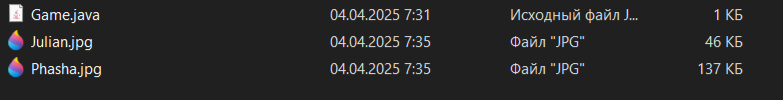 Game.java 04.04.2025 7:31 Исходный файл J... 1 КБ
Julian.jpg 04.04.2025 7:35 Файл "JPG" 46 КБ
Phasha.jpg 04.04.2025 7:35 Файл "JPG" 137 КБ